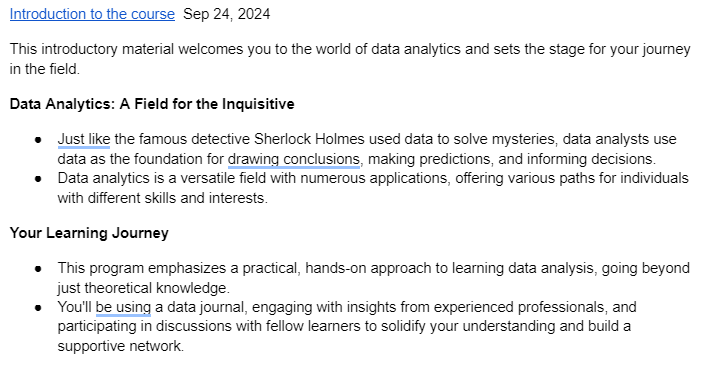 Introduction to the course Sep 24, 2024
This introductory material welcomes you to the world of data analytics and sets the stage for your journey
in the field.
Data Analytics: A Field for the Inquisitive
● Just like the famous detective Sherlock Holmes used data to solve mysteries, data analysts use
data as the foundation for drawing conclusions, making predictions, and informing decisions.
● Data analytics is a versatile field with numerous applications, offering various paths for individuals
with different skills and interests.
Your Learning Journey
● This program emphasizes a practical, hands-on approach to learning data analysis, going beyond
just theoretical knowledge.
● You'll be using a data journal, engaging with insights from experienced professionals, and
participating in discussions with fellow learners to solidify your understanding and build a
supportive network.